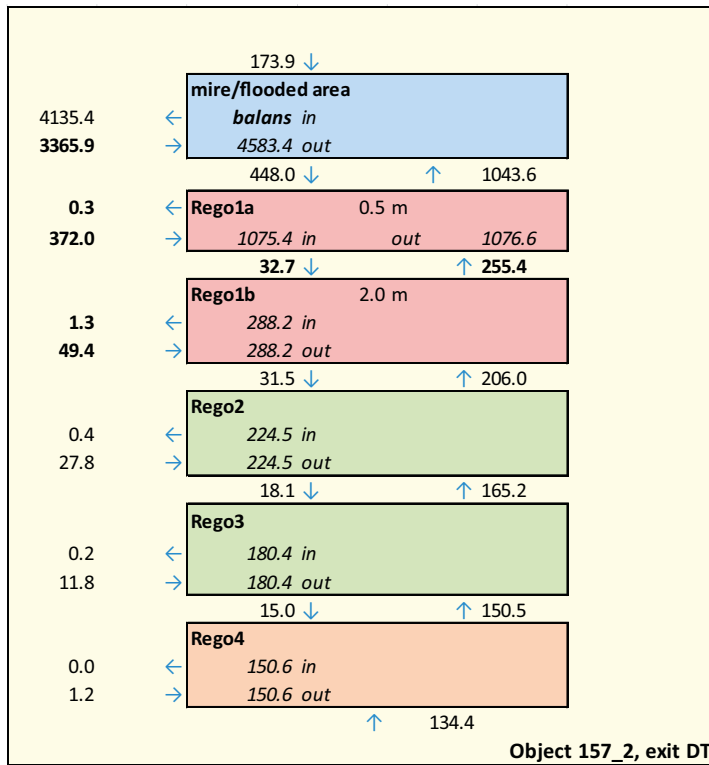 173.9 ↓
mire/flooded area
4135.4 ← balans in
3365.9 → 4583.4 out
448.0 ↓ ↑ 1043.6
0.3 ← Rego1a 0.5 m
372.0 → 1075.4 in out 1076.6
32.7 ↓ ↑ 255.4
Rego1b 2.0 m
1.3 ← 288.2 in
49.4 → 288.2 out
31.5 ↓ ↑ 206.0
Rego2
0.4 ← 224.5 in
27.8 → 224.5 out
18.1 ↓ ↑ 165.2
Rego3
0.2 ← 180.4 in
11.8 → 180.4 out
15.0 ↓ ↑ 150.5
Rego4
0.0 ← 150.6 in
1.2 → 150.6 out
↑ 134.4
Object 157_2, exit DT